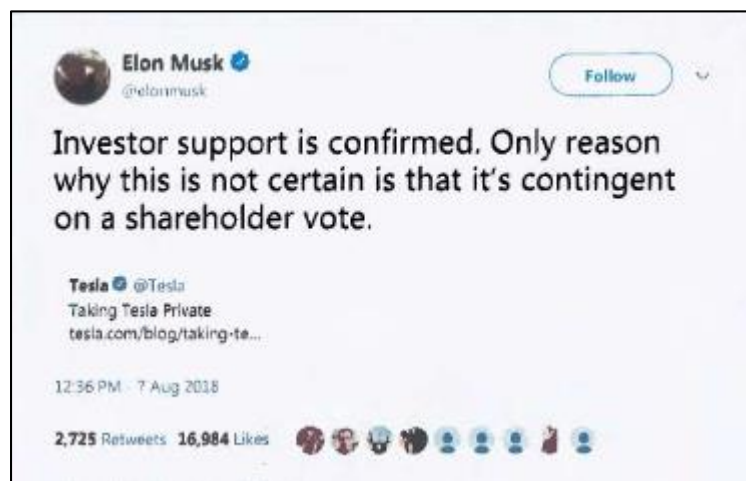 Elon Musk
@elonmusk
Follow
Investor support is confirmed. Only reason
why this is not certain is that it's contingent
on a shareholder vote.
Tesla @Tesla
Taking Tesla Private
tesla.com/blog/taking-te...
12:36 PM - 7 Aug 2018
2,725 Retweets 16,984 Likes